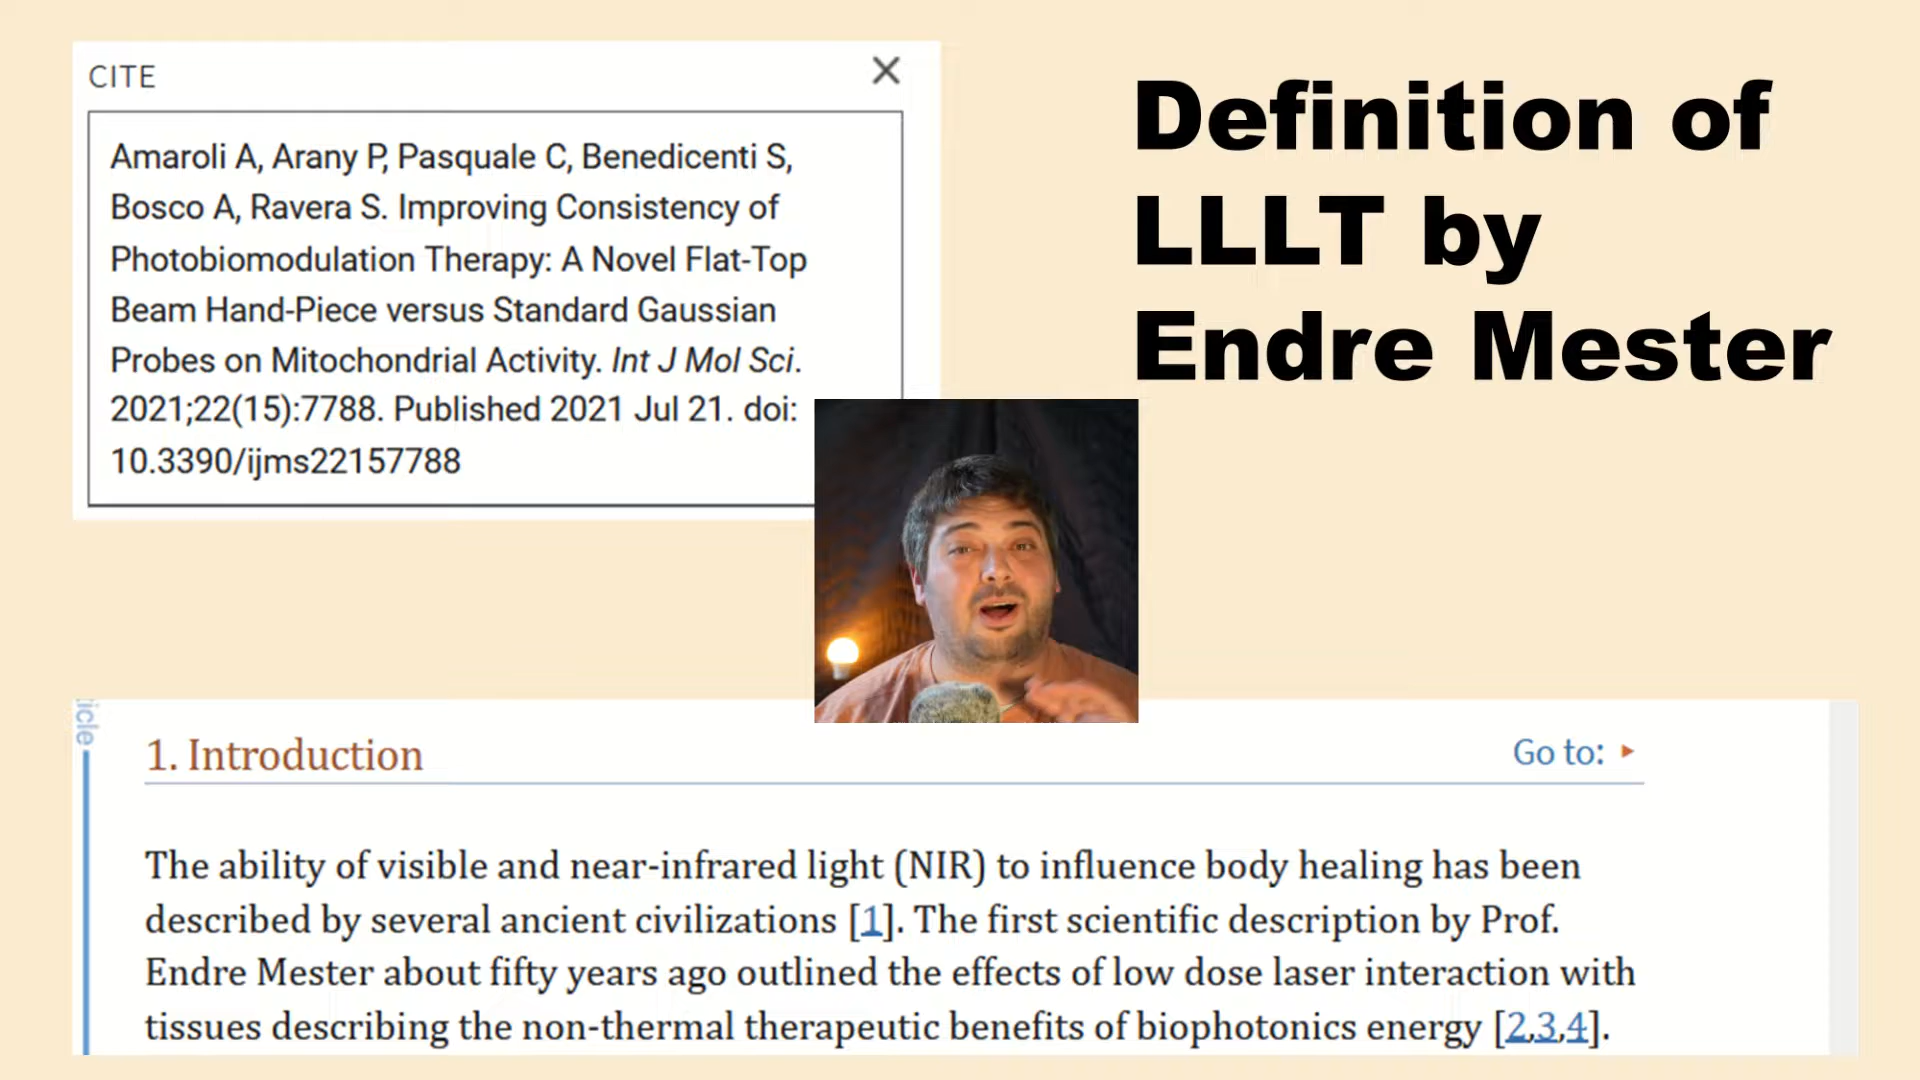 CITE
Amaroli A, Arany P, Pasquale C, Benedicenti S,
Bosco A, Ravera S. Improving Consistency of
Photobiomodulation Therapy: A Novel Flat-Top
Beam Hand-Piece versus Standard Gaussian
Probes on Mitochondrial Activity. Int J Mol Sci.
2021;22(15):7788. Published 2021 Jul 21. doi:
10.3390/ijms22157788
Definition of
LLLT by
Endre Mester
icle
1. Introduction
Go to:
The ability of visible and near-infrared light (NIR) to influence body healing has been
described by several ancient civilizations [1]. The first scientific description by Prof.
Endre Mester about fifty years ago outlined the effects of low dose laser interaction with
tissues describing the non-thermal therapeutic benefits of biophotonics energy [2,3,4].